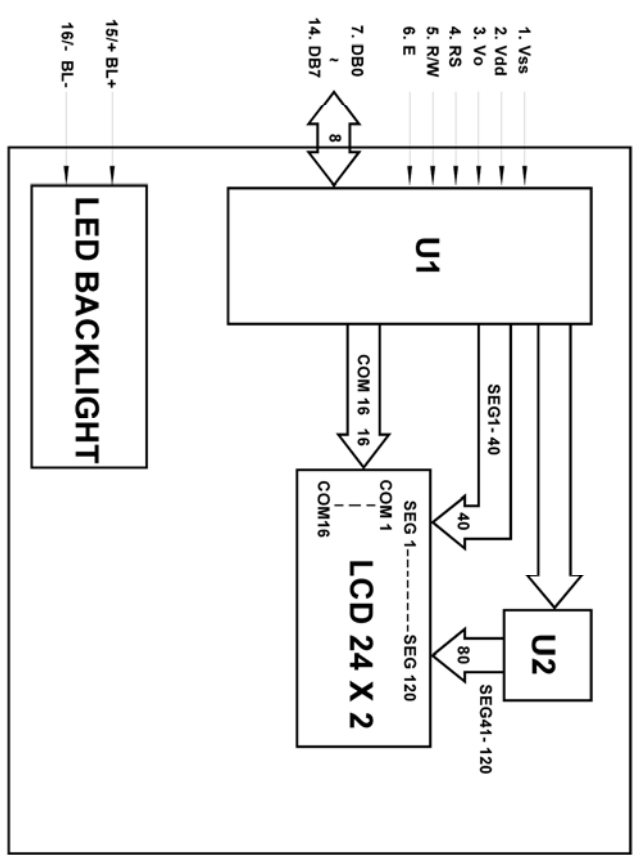 1. Vss
2. Vdd
3. Vo
4. RS
5. R/W
6. E
7. DB0
~
14. DB7
15/+ BL+
16/- BL-
8
U1
SEG1- 40
40
COM 16 16
U2
80
SEG41- 120
SEG 1--------SEG 120
COM 1
COM16
LCD 24 X 2
LED BACKLIGHT